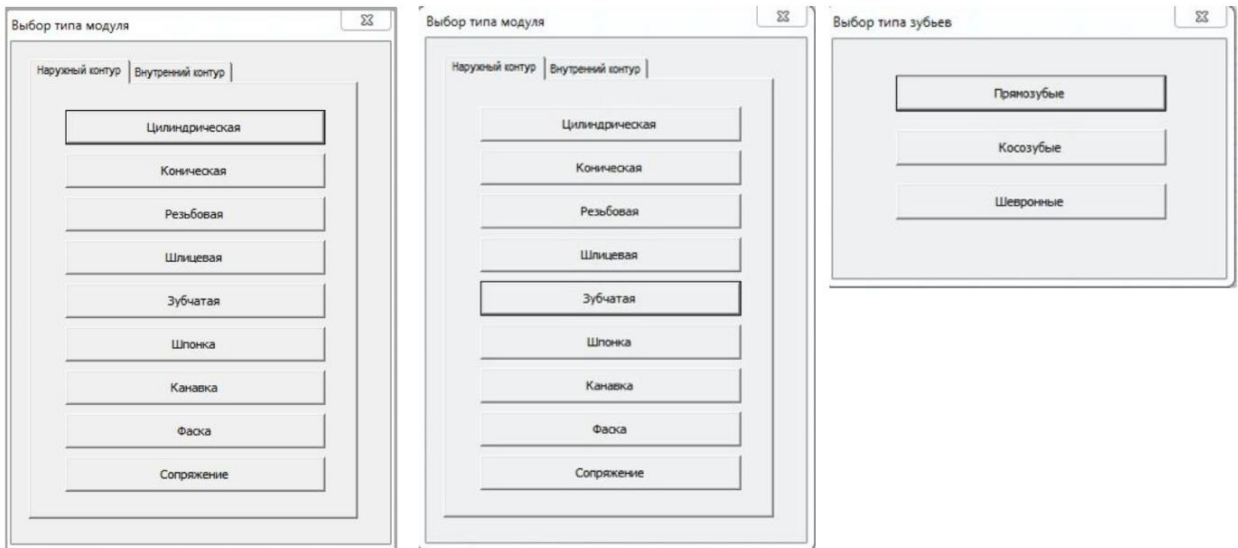 Выбор типа модуля
Наружный контур Внутренний контур
Цилиндрическая
Коническая
Резьбовая
Шлицевая
Зубчатая
Шпонка
Канавка
Фаска
Сопряжение
Выбор типа модуля
Наружный контур Внутренний контур
Цилиндрическая
Коническая
Резьбовая
Шлицевая
Зубчатая
Шпонка
Канавка
Фаска
Сопряжение
Выбор типа зубьев
Прямозубые
Косозубые
Шевронные